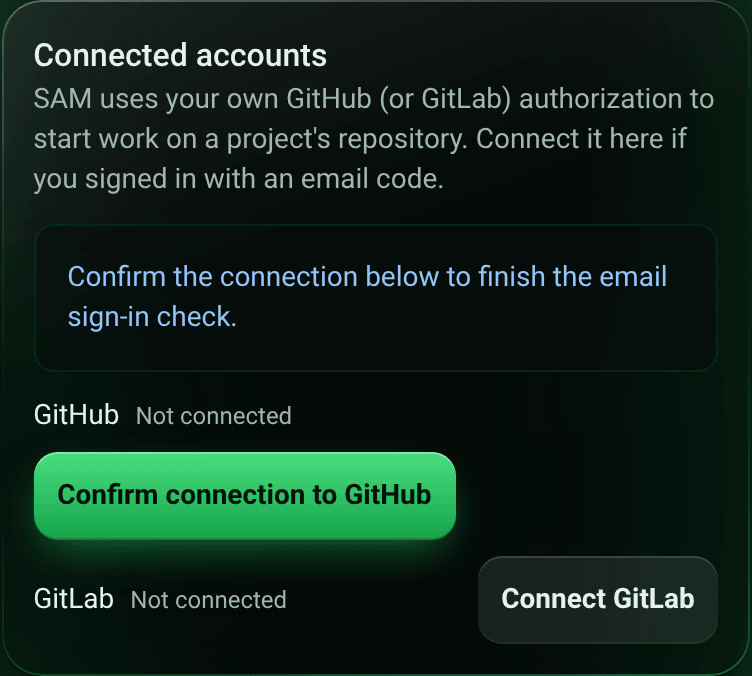 Connected accounts
SAM uses your own GitHub (or GitLab) authorization to
start work on a project's repository. Connect it here if
you signed in with an email code.
Confirm the connection below to finish the email
sign-in check.
GitHub Not connected
Confirm connection to GitHub
GitLab Not connected
Connect GitLab